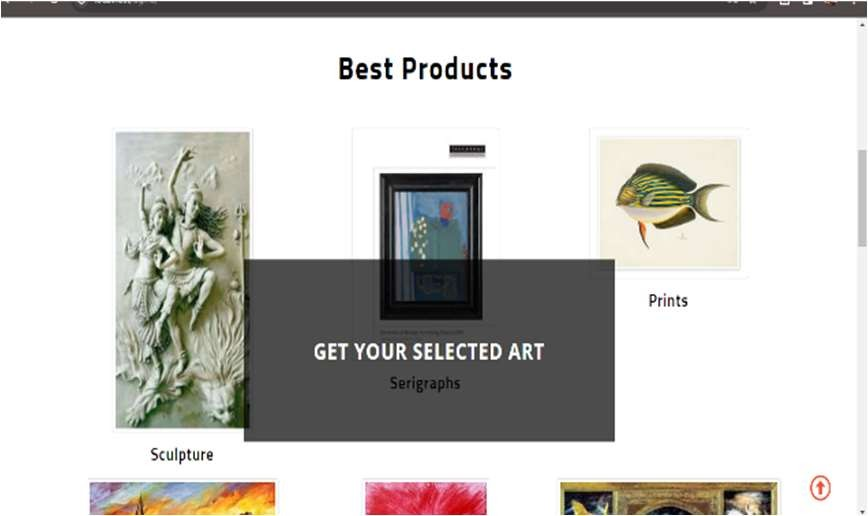 Best Products
Prints
GET YOUR SELECTED ART
Serigraphs
Sculpture